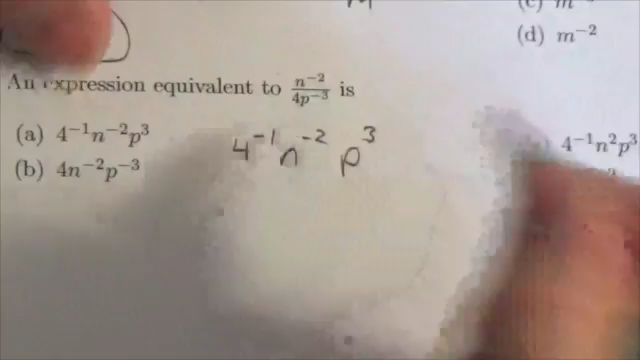 (c) m
(d) m⁻²
An expression equivalent to n⁻²/4p⁻³ is
(a) 4⁻¹n⁻²p³
4⁻¹n⁻² p³
4⁻¹n²p³
(b) 4n⁻²p⁻³